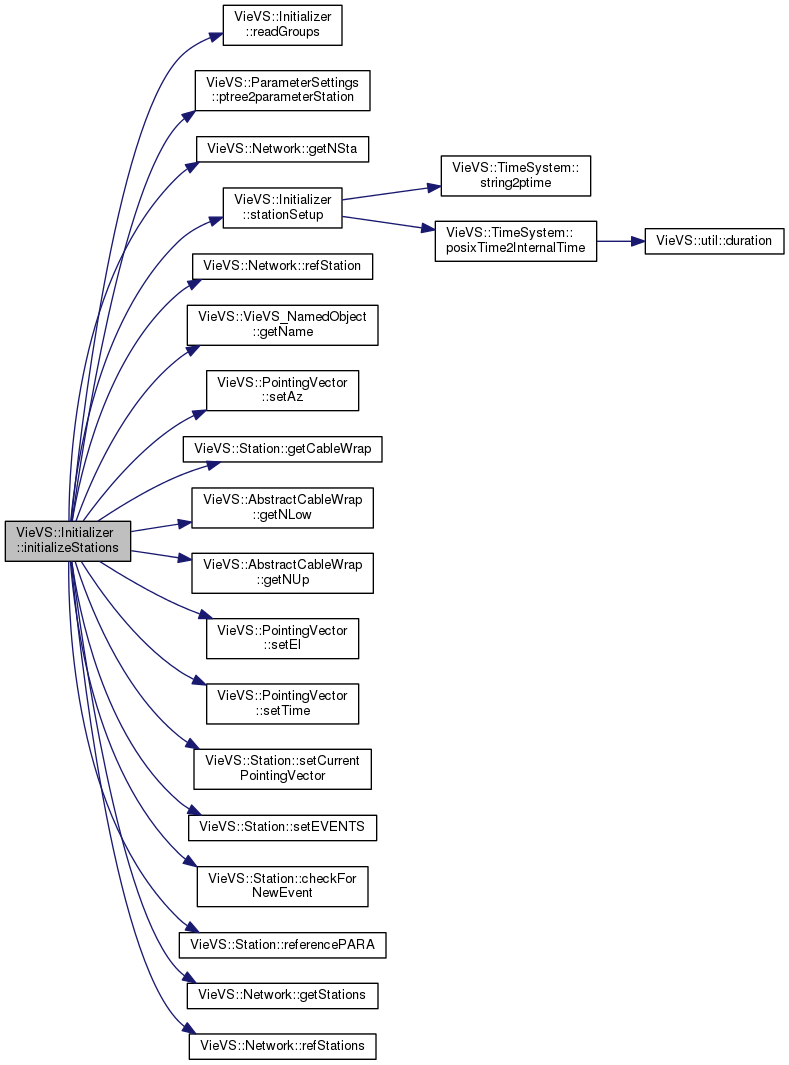 VieVS::Initializer
::readGroups
VieVS::ParameterSettings
::ptree2parameterStation
VieVS::Network::getNSta
VieVS::Initializer
::stationSetup
VieVS::TimeSystem::
string2ptime
VieVS::TimeSystem::
posixTime2InternalTime
VieVS::util::duration
VieVS::Network::refStation
VieVS::VieVS_NamedObject
::getName
VieVS::PointingVector
::setAz
VieVS::Station::getCableWrap
VieVS::AbstractCableWrap
::getNLow
VieVS::Initializer
::initializeStations
VieVS::AbstractCableWrap
::getNUp
VieVS::PointingVector
::setEl
VieVS::PointingVector
::setTime
VieVS::Station::setCurrent
PointingVector
VieVS::Station::setEVENTS
VieVS::Station::checkFor
NewEvent
VieVS::Station::referencePARA
VieVS::Network::getStations
VieVS::Network::refStations